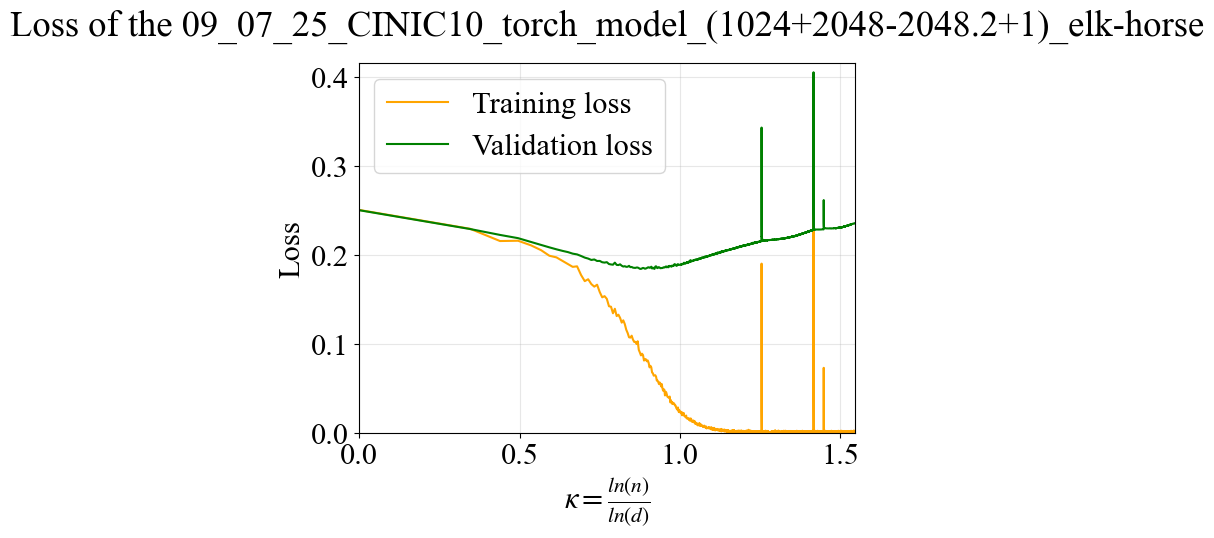 Loss of the 09_07_25_CINIC10_torch_model_(1024+2048-2048.2+1)_elk-horse
Training loss
Validation loss
Loss
0.4
0.3
0.2
0.1
0.0
0.0 0.5 1.0 1.5
κ = ln(n) / ln(d)